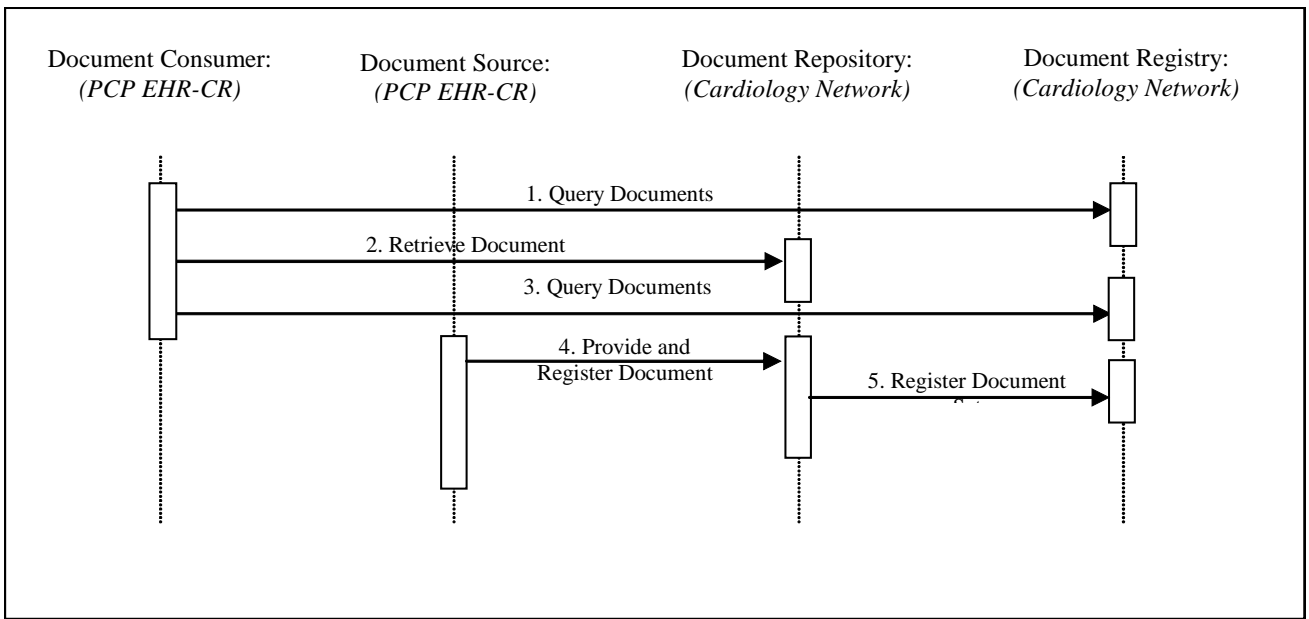 Document Consumer:
(PCP EHR-CR)
Document Source:
(PCP EHR-CR)
Document Repository:
(Cardiology Network)
Document Registry:
(Cardiology Network)
1. Query Documents
2. Retrieve Document
3. Query Documents
4. Provide and
Register Document
5. Register Document